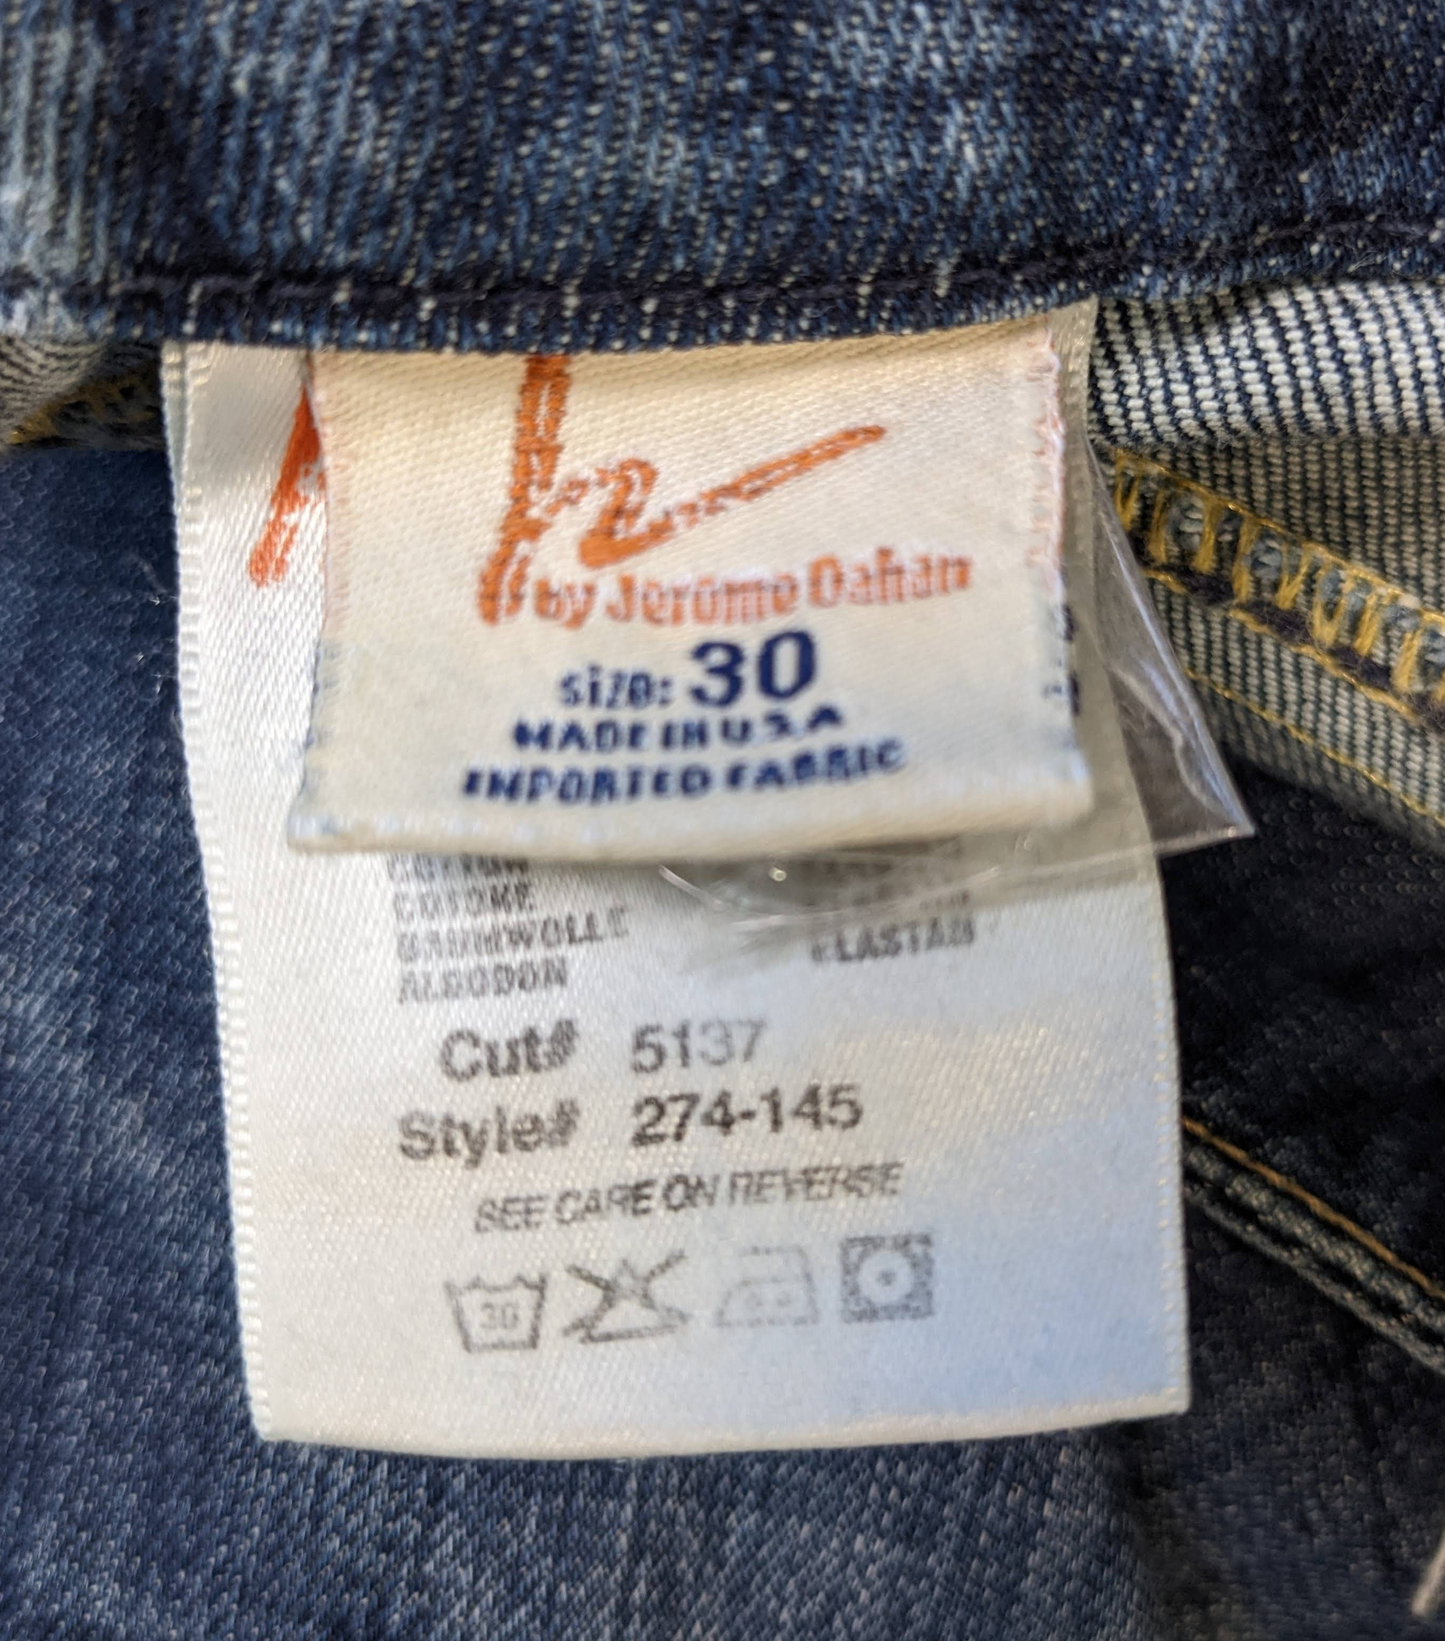 by Jerome Dahan
size: 30
MADE IN U.S.A
IMPORTED FABRIC
COTTON
COTONE
BAUMWOLLE
ALGODON
ELASTAN
Cut# 5137
Style# 274-145
SEE CARE ON REVERSE
30